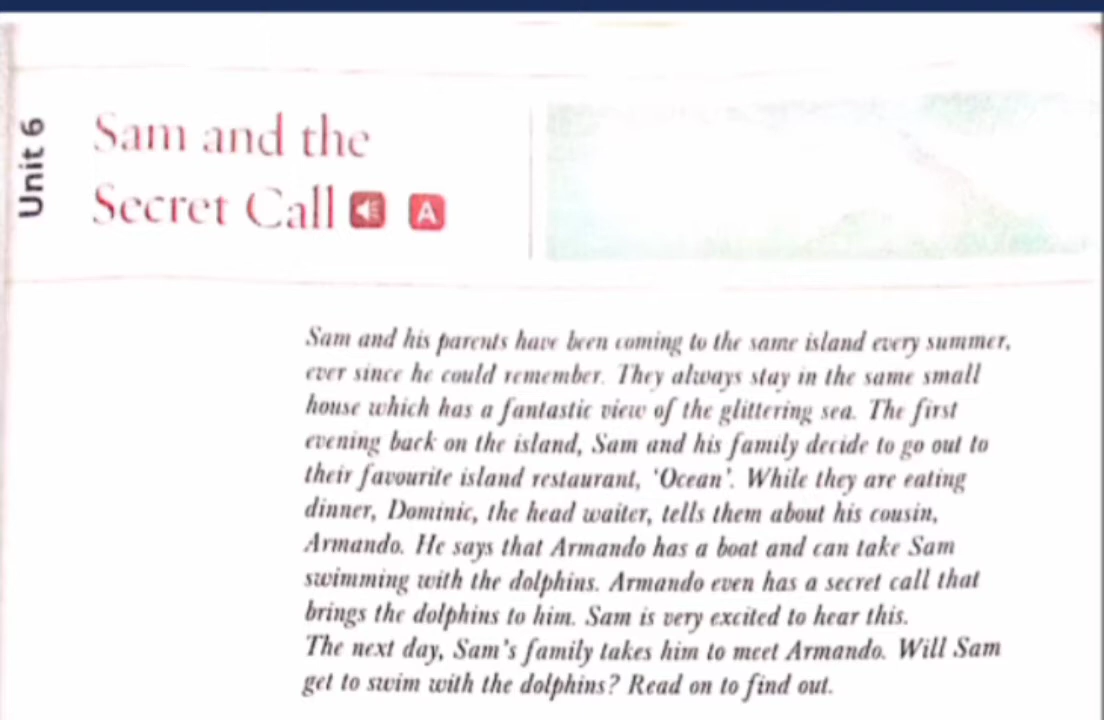 Unit 6
Sam and the
Secret Call A
Sam and his parents have been coming to the same island every summer,
ever since he could remember. They always stay in the same small
house which has a fantastic view of the glittering sea. The first
evening back on the island, Sam and his family decide to go out to
their favourite island restaurant, ‘Ocean’. While they are eating
dinner, Dominic, the head waiter, tells them about his cousin,
Armando. He says that Armando has a boat and can take Sam
swimming with the dolphins. Armando even has a secret call that
brings the dolphins to him. Sam is very excited to hear this.
The next day, Sam’s family takes him to meet Armando. Will Sam
get to swim with the dolphins? Read on to find out.